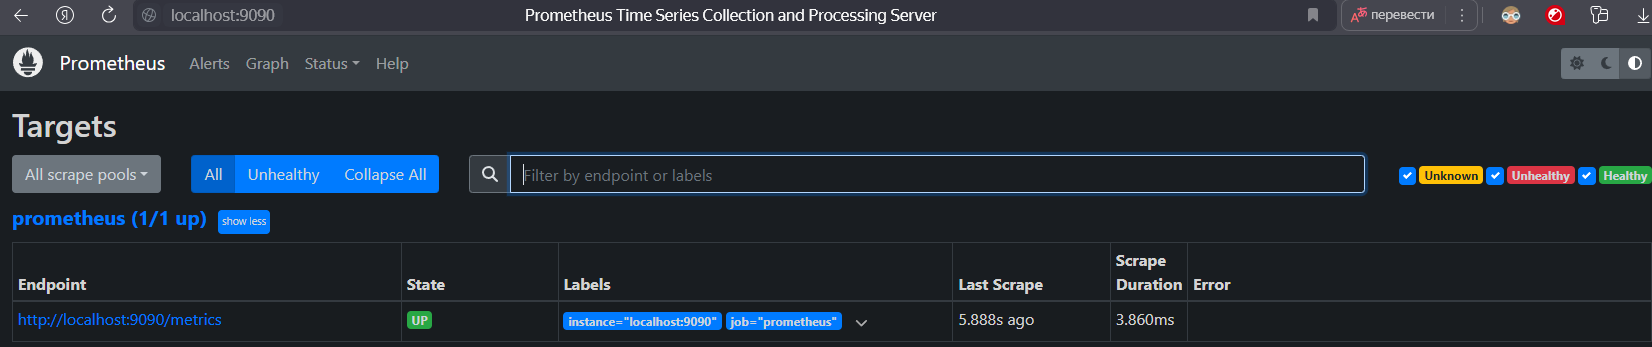 localhost:9090 Prometheus Time Series Collection and Processing Server перевести
Prometheus Alerts Graph Status Help
Targets
All scrape pools All Unhealthy Collapse All Filter by endpoint or labels Unknown Unhealthy Healthy
prometheus (1/1 up) show less
Endpoint State Labels Last Scrape Scrape Duration Error
http://localhost:9090/metrics UP instance="localhost:9090" job="prometheus" 5.888s ago 3.860ms